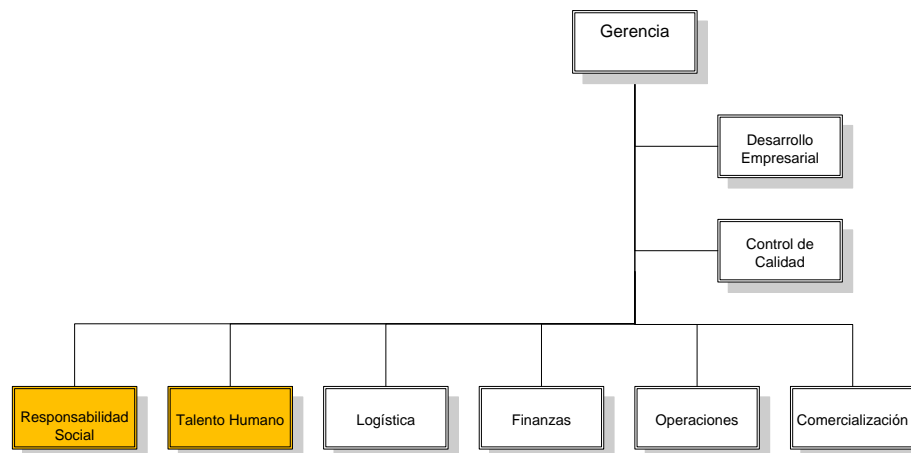 Gerencia
Desarrollo
Empresarial
Control de
Calidad
Responsabilidad
Social
Talento Humano
Logística
Finanzas
Operaciones
Comercialización